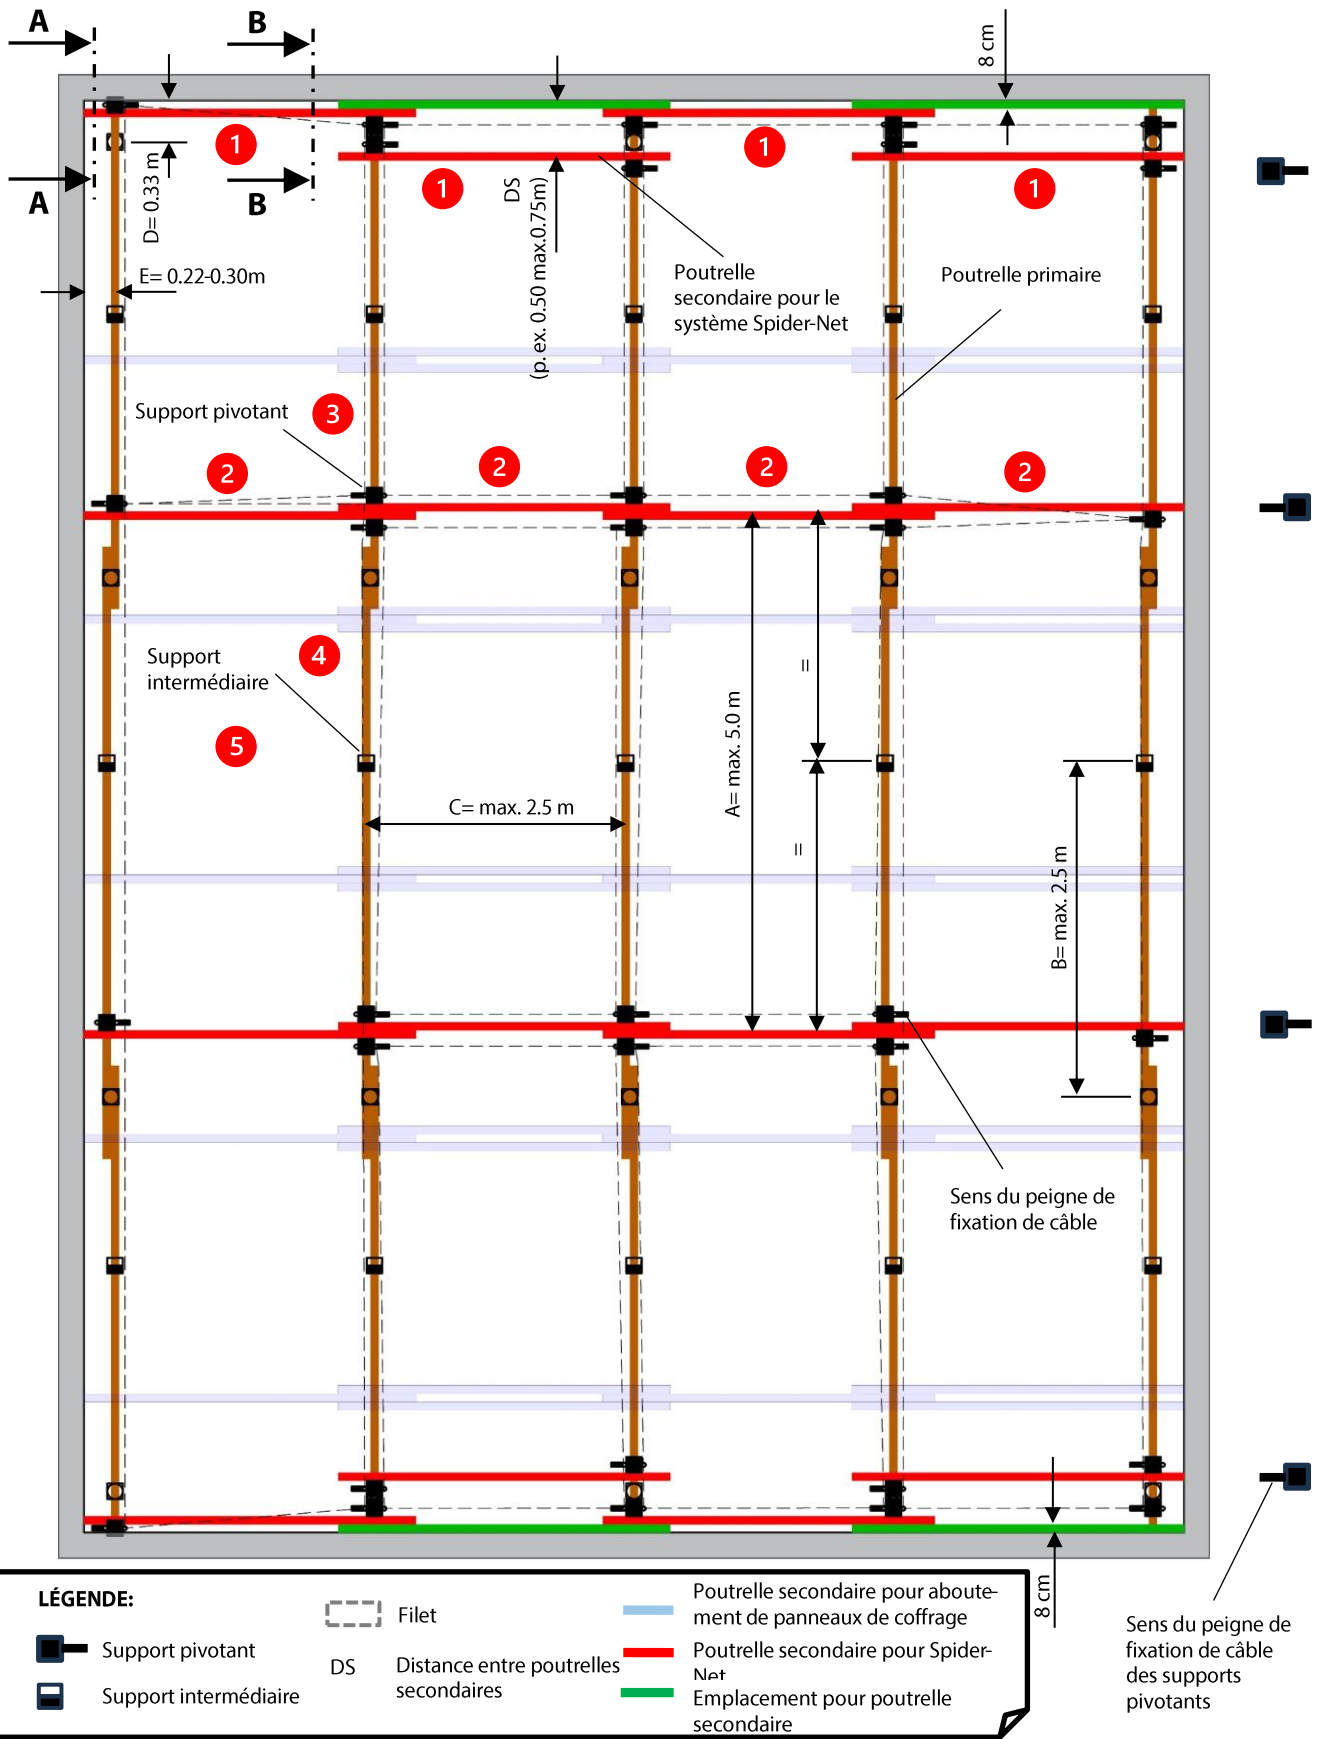 A
B
8 cm
1
1
A
B
D= 0.33 m
1
1
DS
(p. ex. 0.50 max.0.75m)
E= 0.22-0.30m
Poutrelle
secondaire pour le
système Spider-Net
Poutrelle primaire
Support pivotant
3
2
2
2
2
Support
intermédiaire
4
5
=
A= max. 5.0 m
C= max. 2.5 m
=
B= max. 2.5 m
Sens du peigne de
fixation de câble
8 cm
LÉGENDE:
Support pivotant
Support intermédiaire
Filet
DS
Distance entre poutrelles
secondaires
Poutrelle secondaire pour aboute-
ment de panneaux de coffrage
Poutrelle secondaire pour Spider-
Net
Emplacement pour poutrelle
secondaire
Sens du peigne de
fixation de câble
des supports
pivotants